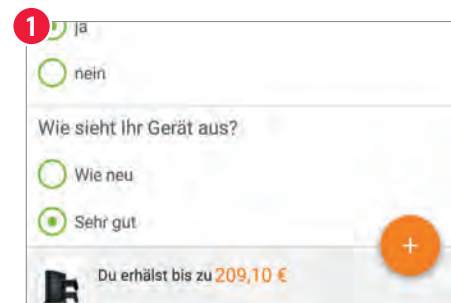 1
ja
nein
Wie sieht Ihr Gerät aus?
Wie neu
Sehr gut
+
Du erhälst bis zu 209,10 €